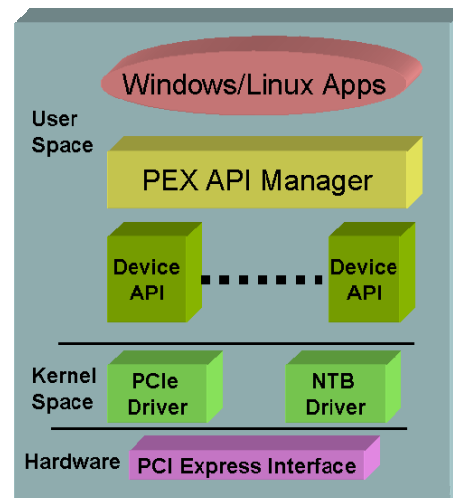 Windows/Linux Apps
User
Space
PEX API Manager
Device
API
Device
API
Kernel
Space
PCIe
Driver
NTB
Driver
Hardware
PCI Express Interface